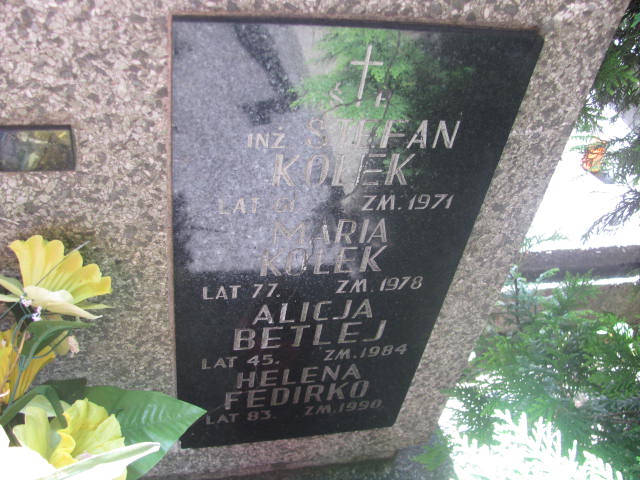 INŻ STEFAN
KOLEK
LAT ZM.1971
MARIA
KOLEK
LAT 77. ZM.1978
ALICJA
BETLEJ
LAT 45. ZM.1984
HELENA
FEDIRKO
LAT 83. ZM.1990